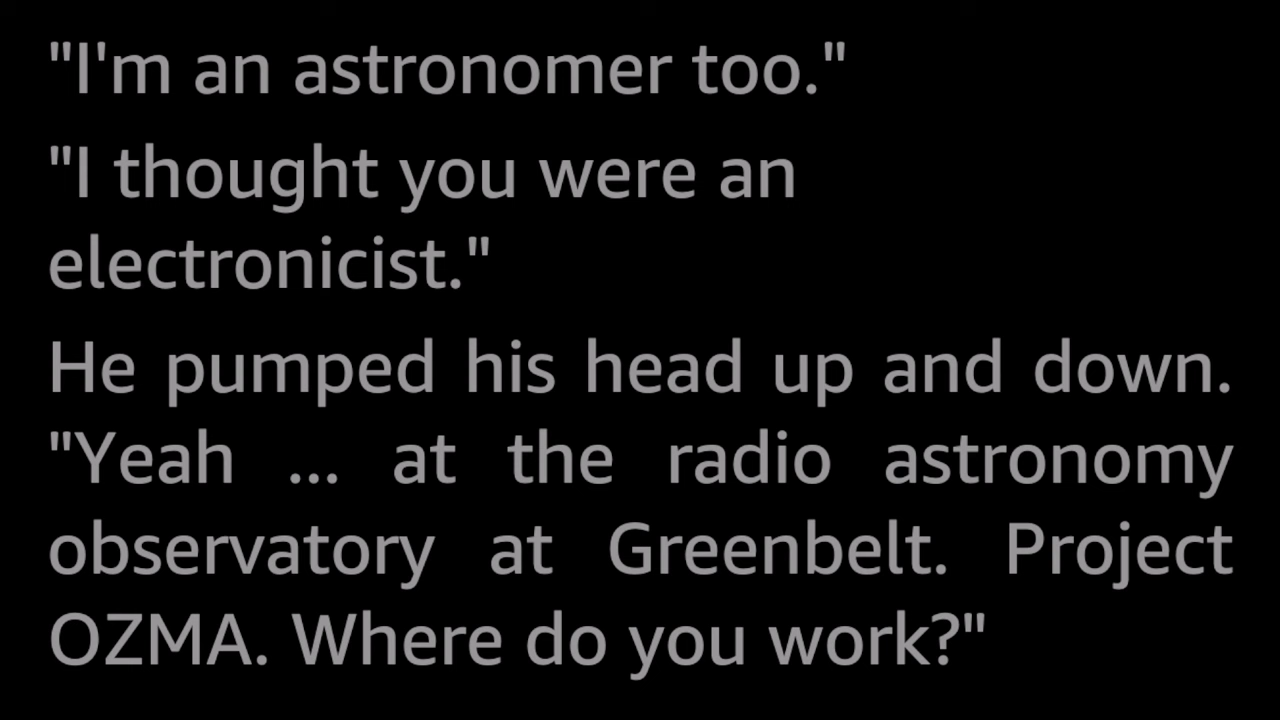 "I'm an astronomer too."
"I thought you were an
electronicist."
He pumped his head up and down.
"Yeah ... at the radio astronomy
observatory at Greenbelt. Project
OZMA. Where do you work?"